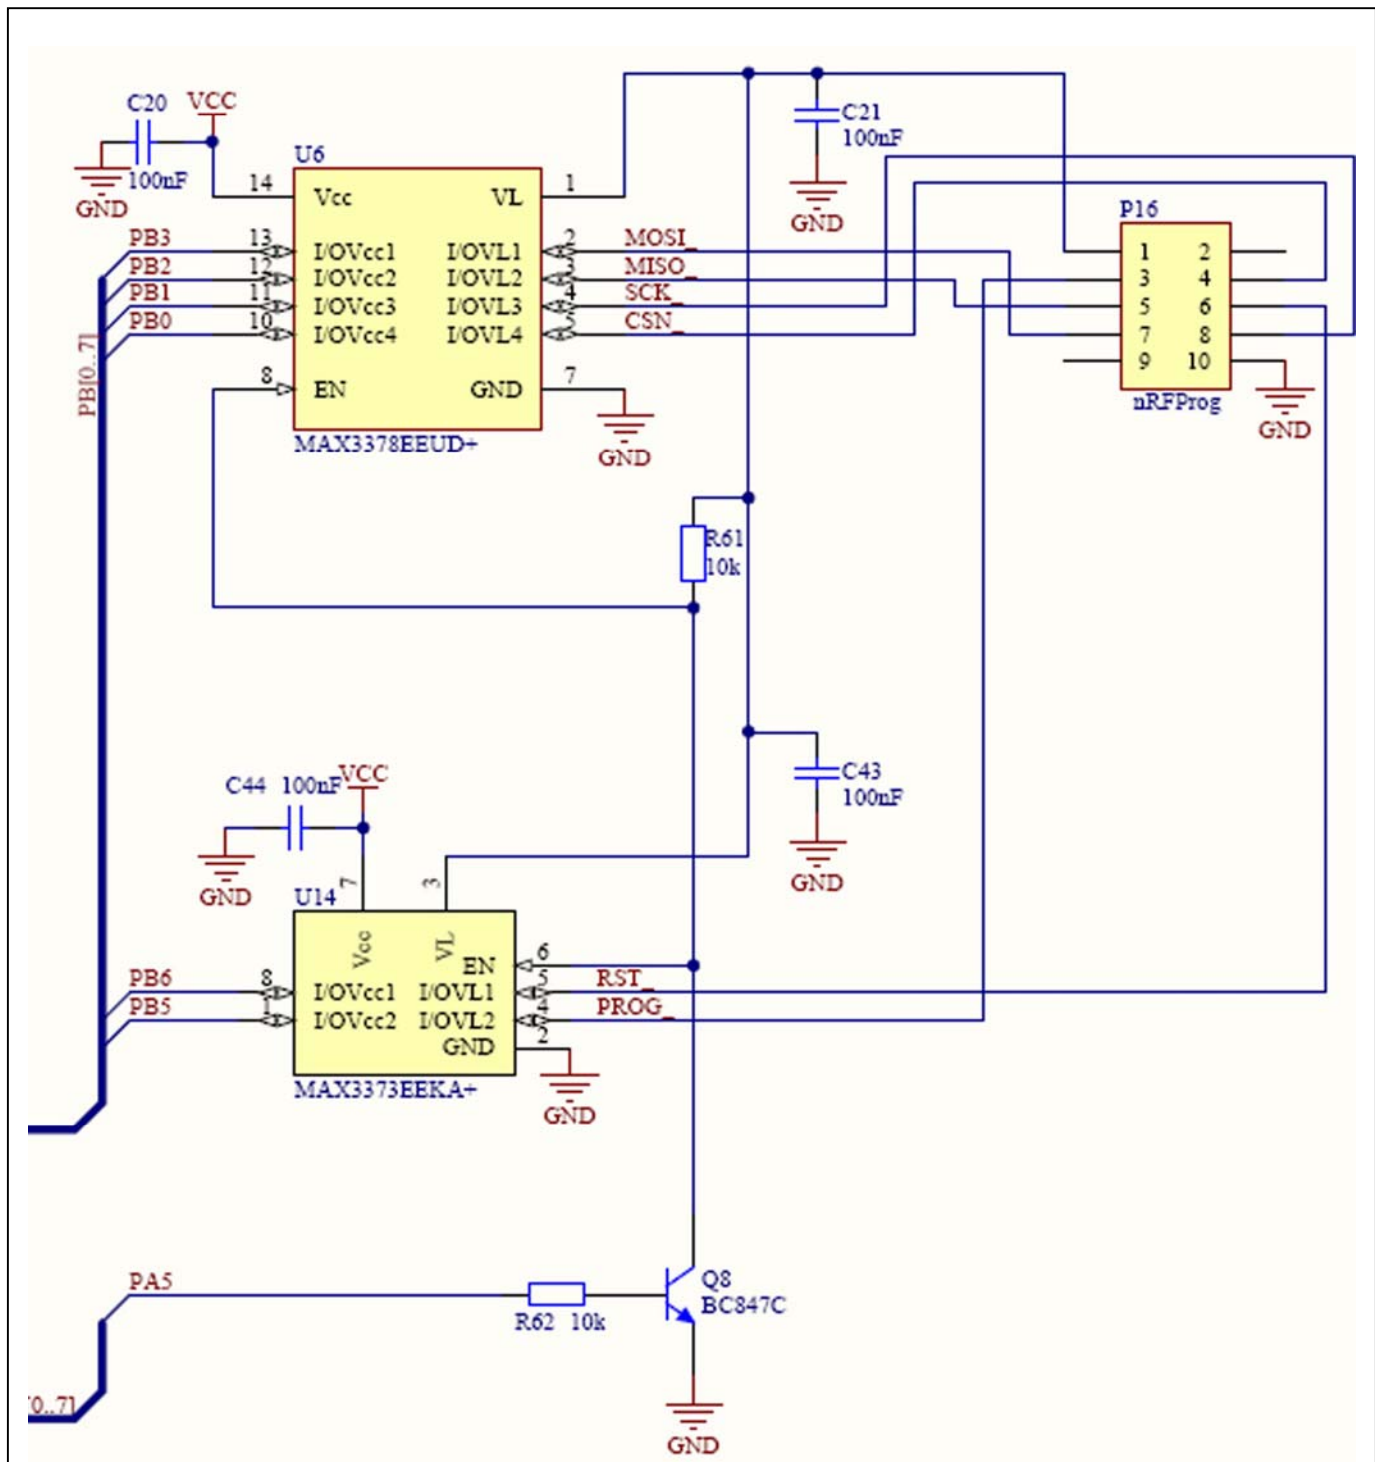 C20 VCC
100nF
GND
C21
100nF
GND
U6
14 Vcc VL 1
PB3 13 I/OVcc1 I/OVL1 2 MOSI_
PB2 12 I/OVcc2 I/OVL2 MISO_
PB1 11 I/OVcc3 I/OVL3 4 SCK_
PB0 10 I/OVcc4 I/OVL4 5 CSN_
8 EN GND 7
MAX3378EEUD+
GND
PB[0..7]
P16
1 2
3 4
5 6
7 8
9 10
nRFProg
GND
R61
10k
C43
100nF
GND
C44 100nF VCC
GND
U14
7 3
Vcc VL
EN 6
PB6 8 I/OVcc1 I/OVL1 5 RST_
PB5 1 I/OVcc2 I/OVL2 4 PROG_
GND 2
MAX3373EEKA+
GND
PA5
R62 10k
Q8
BC847C
GND
0..7]